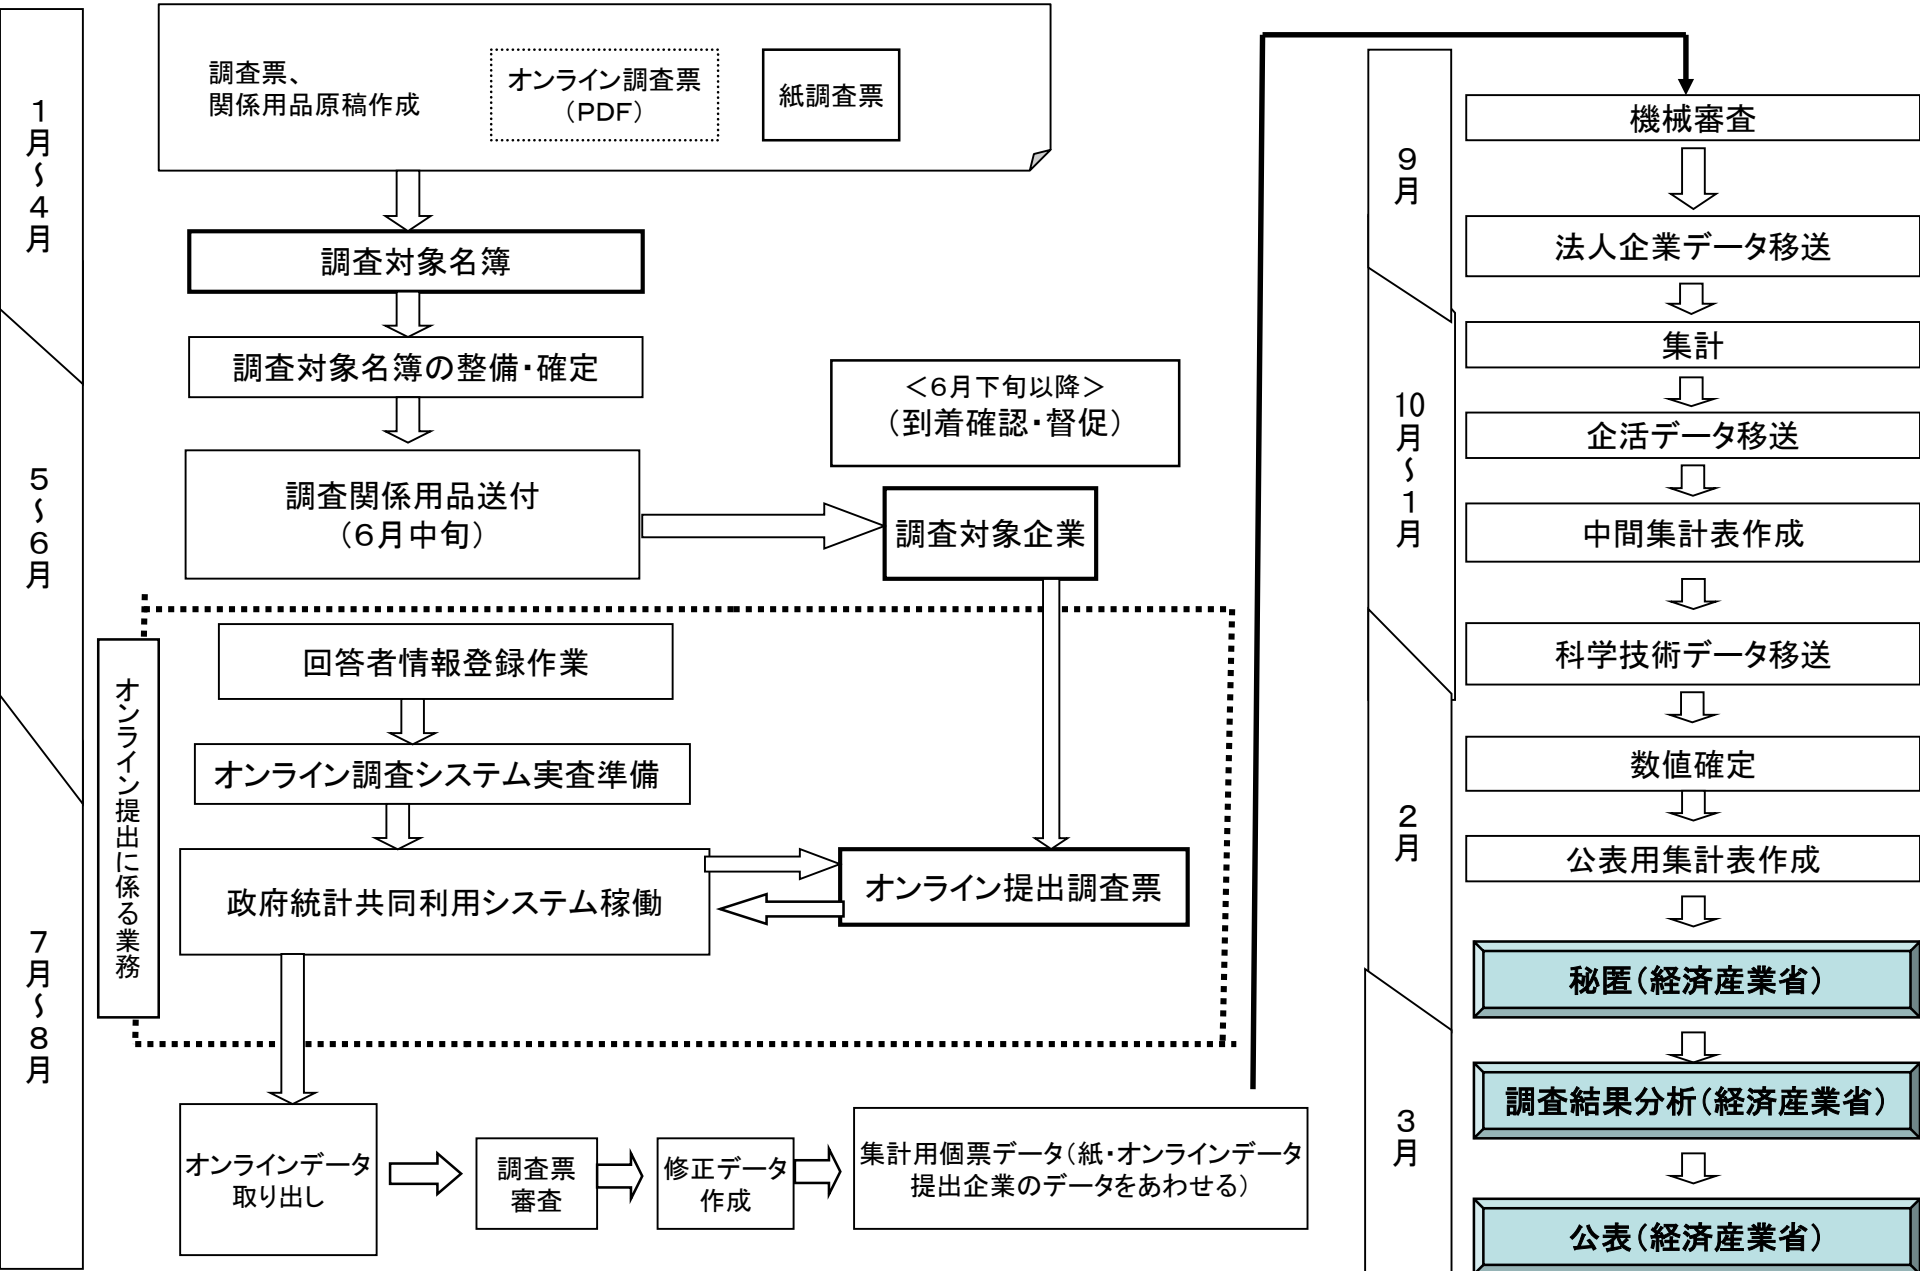 1月～4月
5～6月
7月～8月
調査票、
関係用品原稿作成
オンライン調査票
（ＰＤＦ）
紙調査票
調査対象名簿
調査対象名簿の整備・確定
調査関係用品送付
（６月中旬）
＜６月下旬以降＞
（到着確認・督促）
調査対象企業
オンライン提出に係る業務
回答者情報登録作業
オンライン調査システム実査準備
政府統計共同利用システム稼働
オンライン提出調査票
オンラインデータ
取り出し
調査票
審査
修正データ
作成
集計用個票データ（紙・オンラインデータ
提出企業のデータをあわせる）
9月
10月～1月
2月
3月
機械審査
法人企業データ移送
集計
企活データ移送
中間集計表作成
科学技術データ移送
数値確定
公表用集計表作成
秘匿（経済産業省）
調査結果分析（経済産業省）
公表（経済産業省）